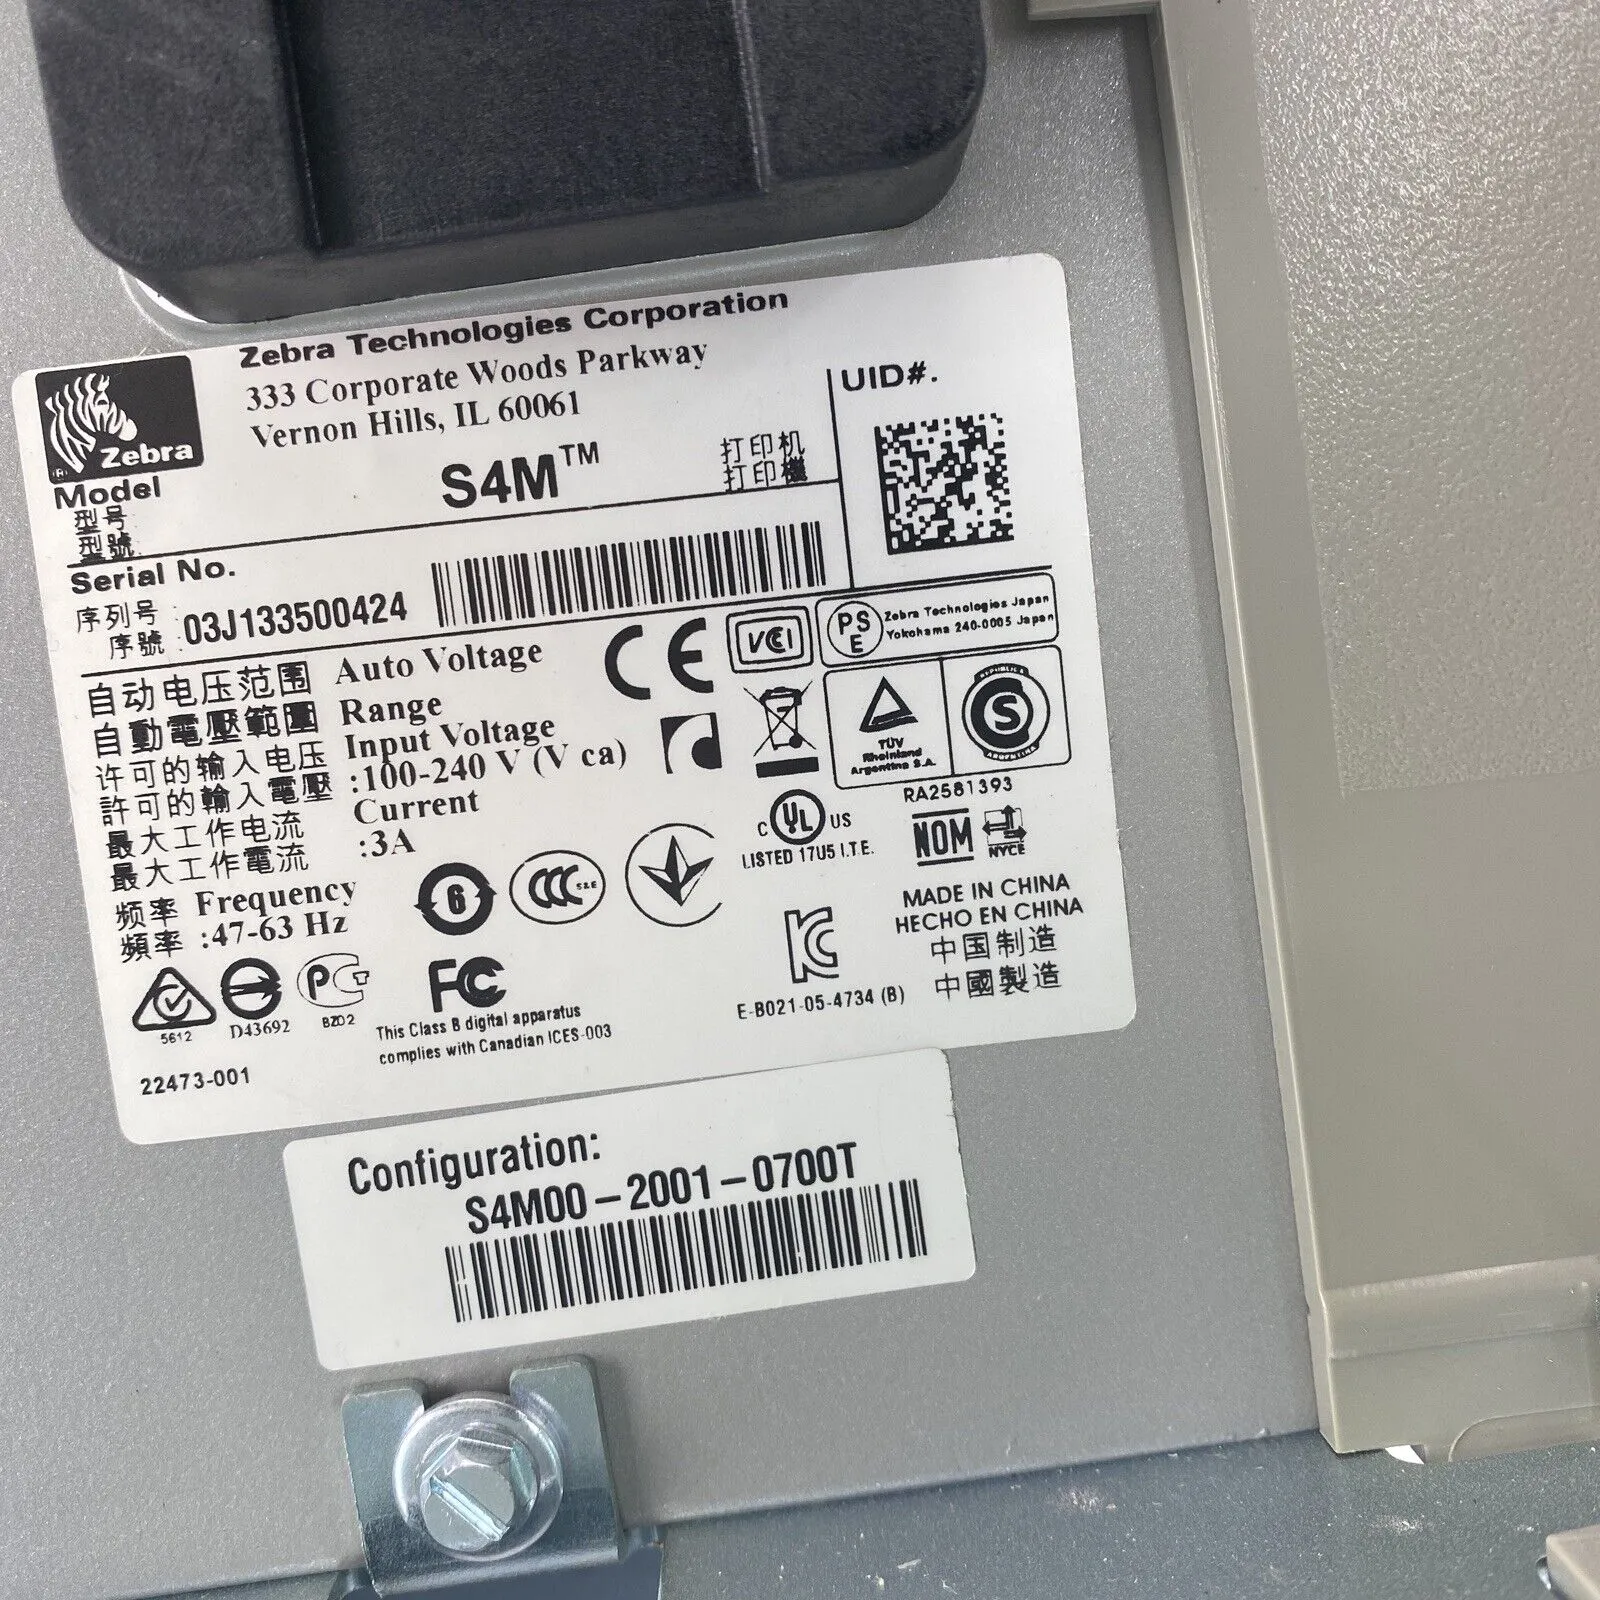 Zebra Technologies Corporation
333 Corporate Woods Parkway
Vernon Hills, IL 60061
® Zebra
Model
型号
型號
S4M™
打印机
打印機
UID#.
Serial No.
序列号
序號
: 03J133500424
自动电压范围
自動電壓範圍
Auto Voltage
Range
许可的输入电压
許可的輸入電壓
Input Voltage
:100-240 V (V ca)
最大工作电流
最大工作電流
Current
:3A
频率
頻率
Frequency
:47-63 Hz
CE
VCI
PS
E
Zebra Technologies Japan
Yokohama 240-0005 Japan
TÜV
Rheinland
Argentina S.A.
REPUBLICA
S
ARGENTINA
RA2581393
C UL US
LISTED 17U5 I.T.E.
NOM
NYCE
6
CCC S&E
MADE IN CHINA
HECHO EN CHINA
中国制造
中國製造
5612
D43692
PCT
BZ02
FC
This Class B digital apparatus
complies with Canadian ICES-003
KC
E-B021-05-4734 (B)
22473-001
Configuration:
S4M00-2001-0700T